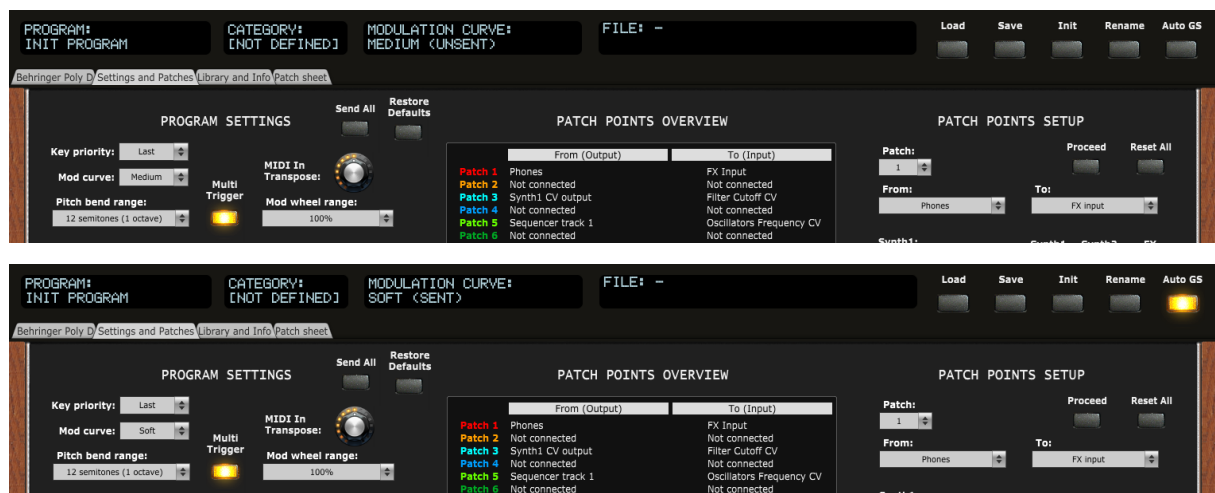 PROGRAM:
INIT PROGRAM
CATEGORY:
[NOT DEFINED]
MODULATION CURVE:
MEDIUM (UNSENT)
FILE: -
Load Save Init Rename Auto GS
Behringer Poly D Settings and Patches Library and Info Patch sheet
PROGRAM SETTINGS
Send All
Restore
Defaults
Key priority: Last
Mod curve: Medium
Multi
Trigger
MIDI In
Transpose:
Pitch bend range:
12 semitones (1 octave)
Mod wheel range:
100%
PATCH POINTS OVERVIEW
From (Output) To (Input)
Patch 1 Phones FX Input
Patch 2 Not connected Not connected
Patch 3 Synth1 CV output Filter Cutoff CV
Patch 4 Not connected Not connected
Patch 5 Sequencer track 1 Oscillators Frequency CV
Patch 6 Not connected Not connected
PATCH POINTS SETUP
Patch:
1
Proceed Reset All
From:
Phones
To:
FX input
Synth1: Synth1 Synth2 FX
PROGRAM:
INIT PROGRAM
CATEGORY:
[NOT DEFINED]
MODULATION CURVE:
SOFT (SENT)
FILE: -
Load Save Init Rename Auto GS
Behringer Poly D Settings and Patches Library and Info Patch sheet
PROGRAM SETTINGS
Send All
Restore
Defaults
Key priority: Last
Mod curve: Soft
Multi
Trigger
MIDI In
Transpose:
Pitch bend range:
12 semitones (1 octave)
Mod wheel range:
100%
PATCH POINTS OVERVIEW
From (Output) To (Input)
Patch 1 Phones FX Input
Patch 2 Not connected Not connected
Patch 3 Synth1 CV output Filter Cutoff CV
Patch 4 Not connected Not connected
Patch 5 Sequencer track 1 Oscillators Frequency CV
Patch 6 Not connected Not connected
PATCH POINTS SETUP
Patch:
1
Proceed Reset All
From:
Phones
To:
FX input